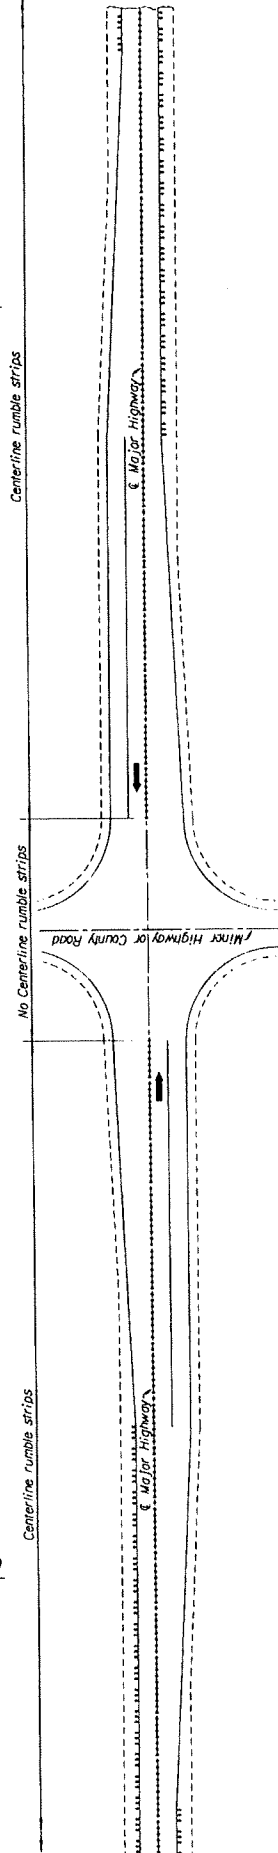 Centerline rumble strips
℄ Major Highway
No Centerline rumble strips
Minor Highway or County Road
Centerline rumble strips
℄ Major Highway